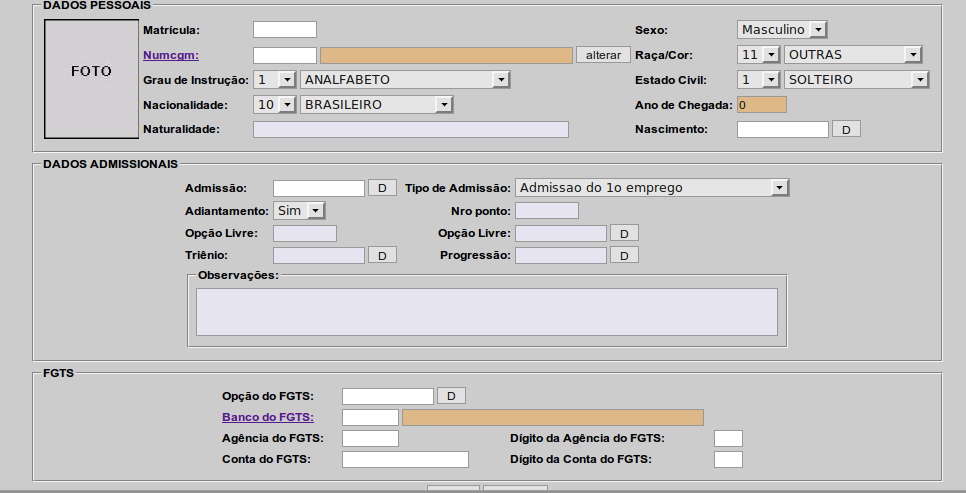 DADOS PESSOAIS
FOTO
Matrícula:
Sexo: Masculino
Numcgm: alterar
Raça/Cor: 11 OUTRAS
Grau de Instrução: 1 ANALFABETO
Estado Civil: 1 SOLTEIRO
Nacionalidade: 10 BRASILEIRO
Ano de Chegada: 0
Naturalidade:
Nascimento: D
DADOS ADMISSIONAIS
Admissão: D Tipo de Admissão: Admissao do 1o emprego
Adiantamento: Sim Nro ponto:
Opção Livre: Opção Livre: D
Triênio: D Progressão: D
Observações:
FGTS
Opção do FGTS: D
Banco do FGTS:
Agência do FGTS: Dígito da Agência do FGTS:
Conta do FGTS: Dígito da Conta do FGTS: